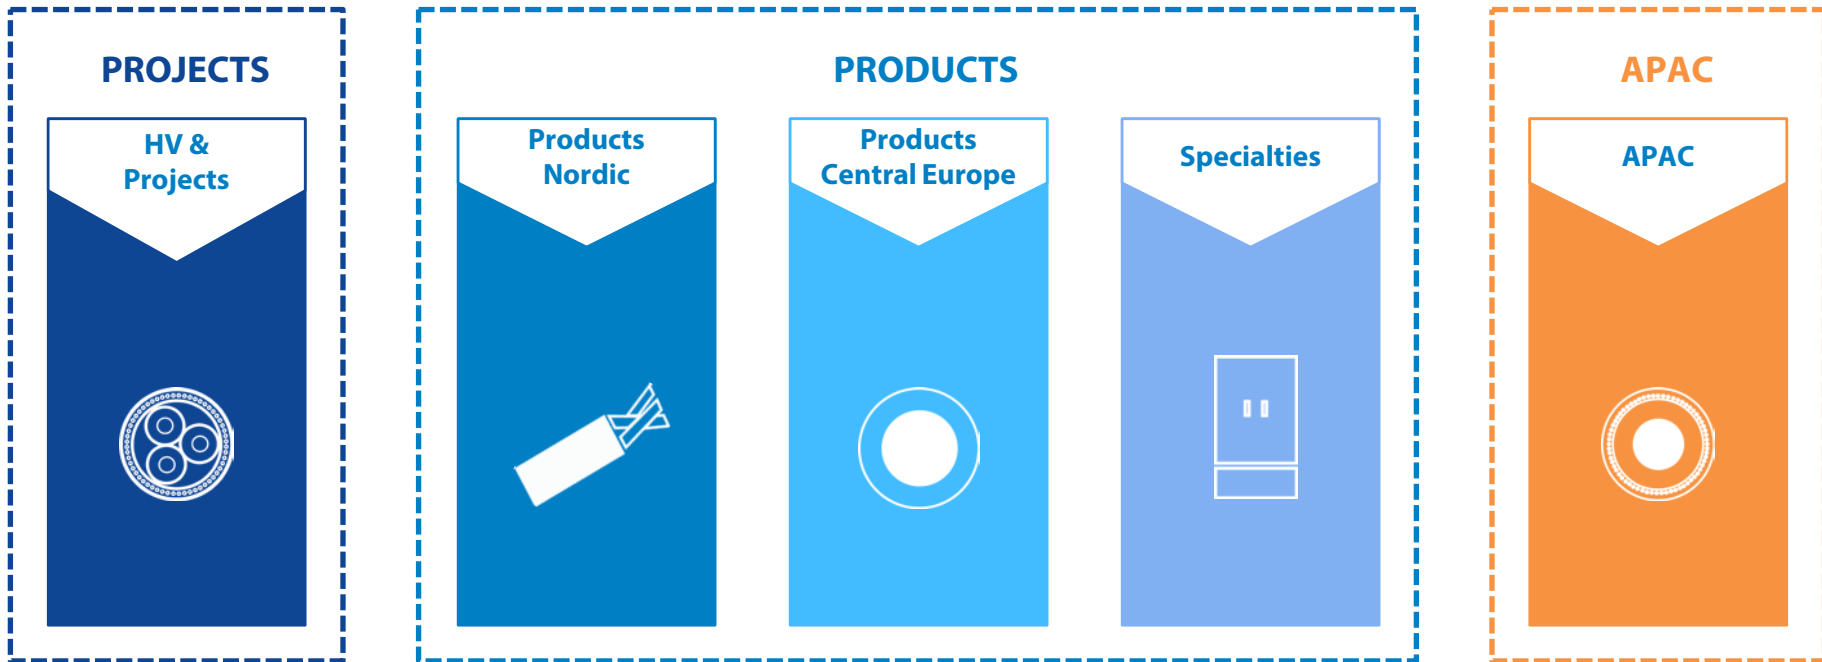 PROJECTS
HV &
Projects
PRODUCTS
Products
Nordic
Products
Central Europe
Specialties
APAC
APAC